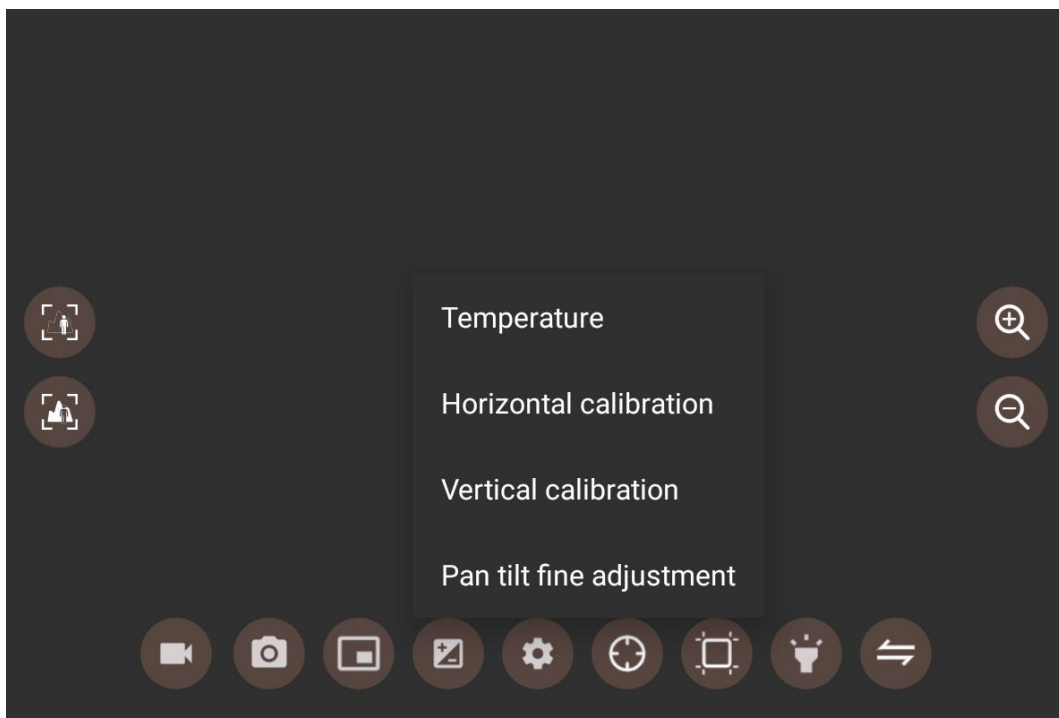 Temperature
Horizontal calibration
Vertical calibration
Pan tilt fine adjustment